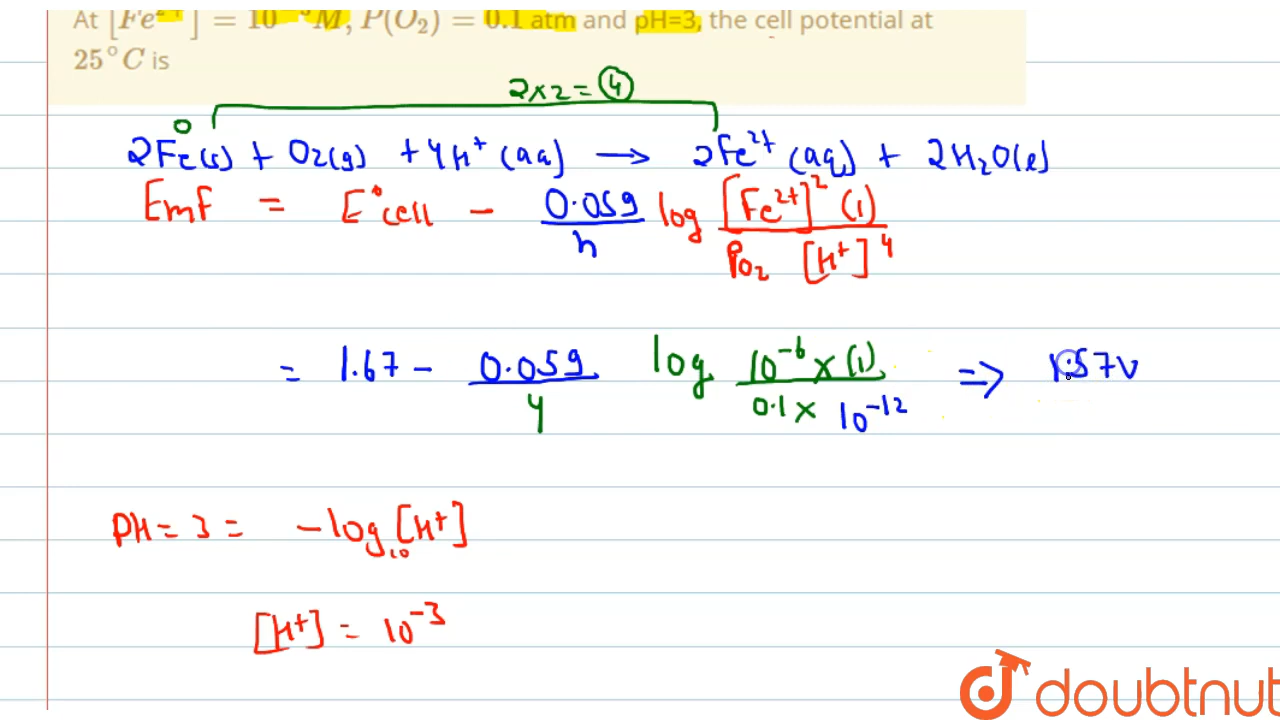 At [Fe²⁺] = 10⁻³M, P(O₂) = 0.1 atm and pH=3, the cell potential at
25°C is
2×2 = 4
0
2Fe(s) + O₂(g) + 4H⁺ (aq) → 2Fe²⁺ (aq) + 2H₂O(l)
Emf = E°cell - 0.059/n log [Fe²⁺]² (1) / Po₂ [H⁺]⁴
= 1.67 - 0.059/4 log 10⁻⁶ × (1) / 0.1 × 10⁻¹² ⇒ 1.57V
PH = 3 = - log₁₀ [H⁺]
[H⁺] = 10⁻³
doubtnut